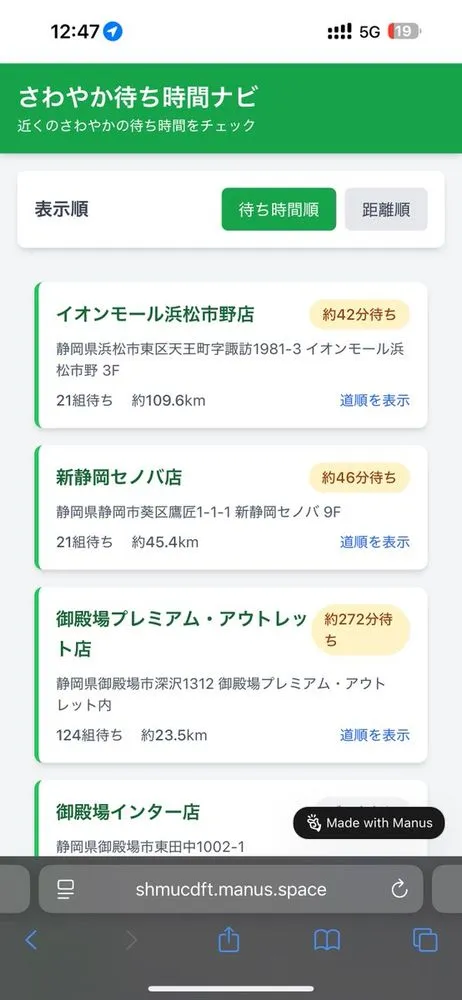 12:47
5G 19
さわやか待ち時間ナビ
近くのさわやかの待ち時間をチェック
表示順
待ち時間順
距離順
イオンモール浜松市野店
約42分待ち
静岡県浜松市東区天王町字諏訪1981-3 イオンモール浜
松市野 3F
21組待ち 約109.6km
道順を表示
新静岡セノバ店
約46分待ち
静岡県静岡市葵区鷹匠1-1-1 新静岡セノバ 9F
21組待ち 約45.4km
道順を表示
御殿場プレミアム・アウトレッ
ト店
約272分待
ち
静岡県御殿場市深沢1312 御殿場プレミアム・アウト
レット内
124組待ち 約23.5km
道順を表示
御殿場インター店
Made with Manus
静岡県御殿場市東田中1002-1
shmucdft.manus.space